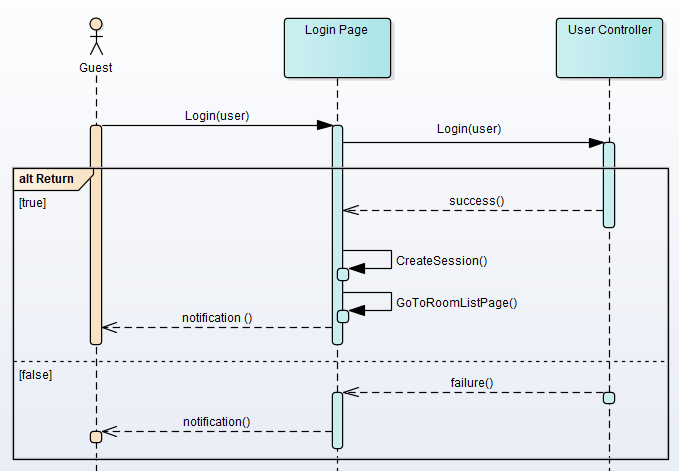 Login Page
User Controller
Guest
Login(user)
Login(user)
alt Return
[true]
success()
CreateSession()
GoToRoomListPage()
notification ()
[false]
failure()
notification()